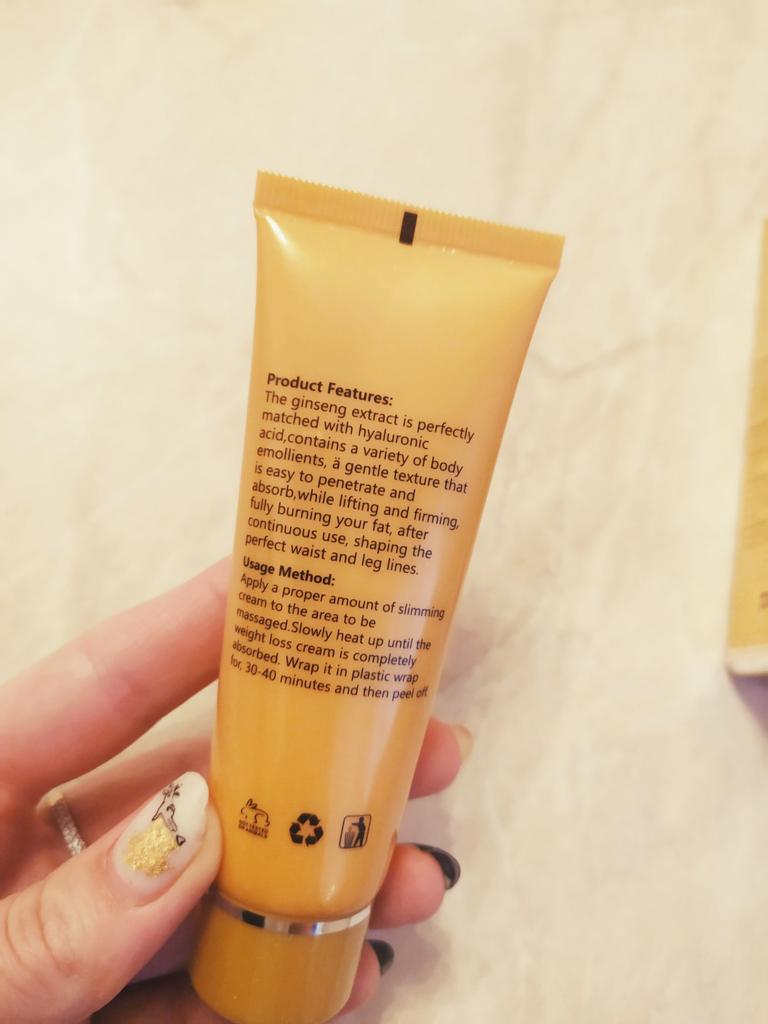 Product Features:
The ginseng extract is perfectly
matched with hyaluronic
acid,contains a variety of body
emollients, ä gentle texture that
is easy to penetrate and
absorb,while lifting and firming,
fully burning your fat, after
continuous use, shaping the
perfect waist and leg lines.
Usage Method:
Apply a proper amount of slimming
cream to the area to be
massaged.Slowly heat up until the
weight loss cream is completely
absorbed. Wrap it in plastic wrap
for, 30-40 minutes and then peel off
NOT TESTED
ON ANIMALS